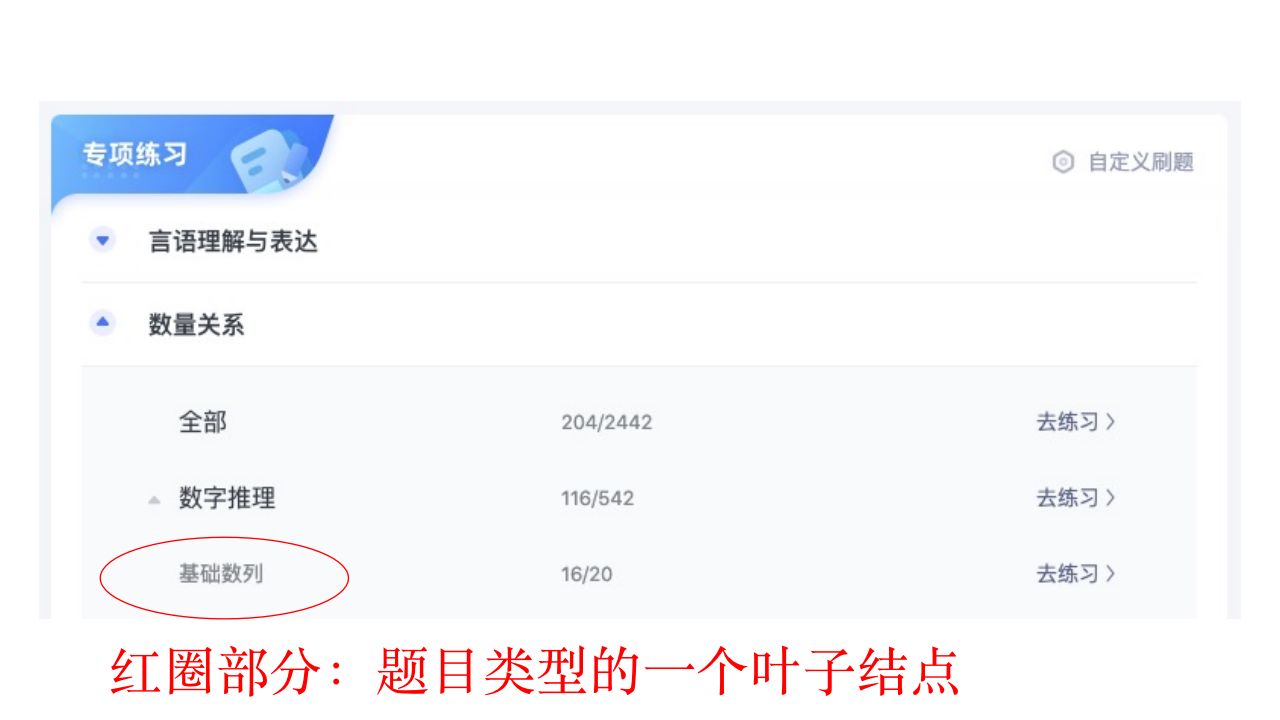 专项练习
自定义刷题
言语理解与表达
数量关系
全部 204/2442 去练习
数字推理 116/542 去练习
基础数列 16/20 去练习
红圈部分：题目类型的一个叶子结点